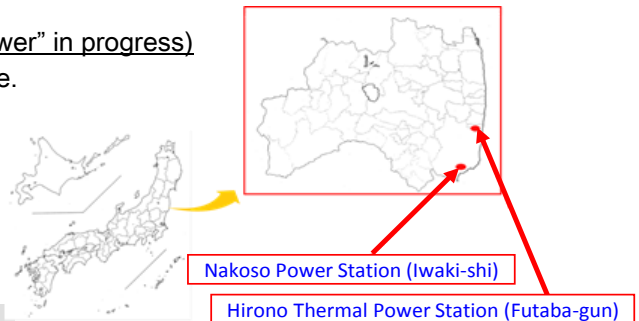 wer” in progress)
e.
Nakoso Power Station (Iwaki-shi)
Hirono Thermal Power Station (Futaba-gun)